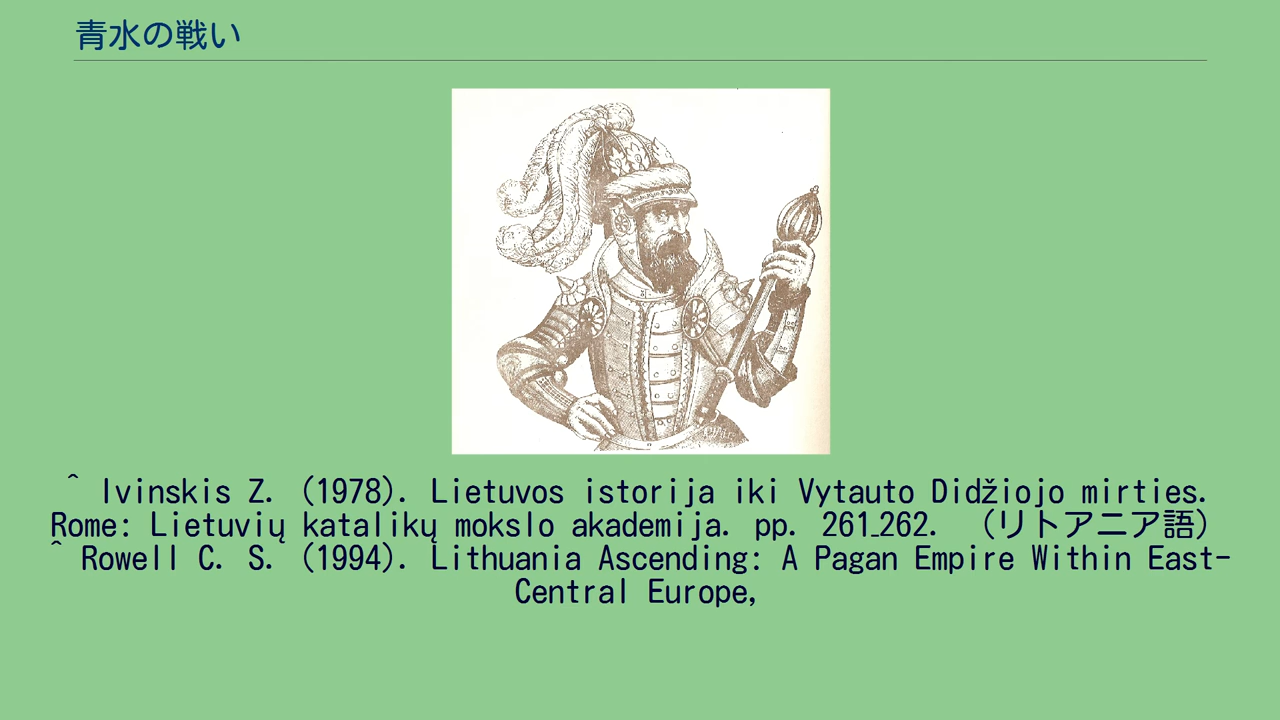 青水の戦い
^ Ivinskis Z. (1978). Lietuvos istorija iki Vytauto Didžiojo mirties.
Rome: Lietuvių katalikų mokslo akademija. pp. 261–262. （リトアニア語）
^ Rowell C. S. (1994). Lithuania Ascending: A Pagan Empire Within East-
Central Europe,